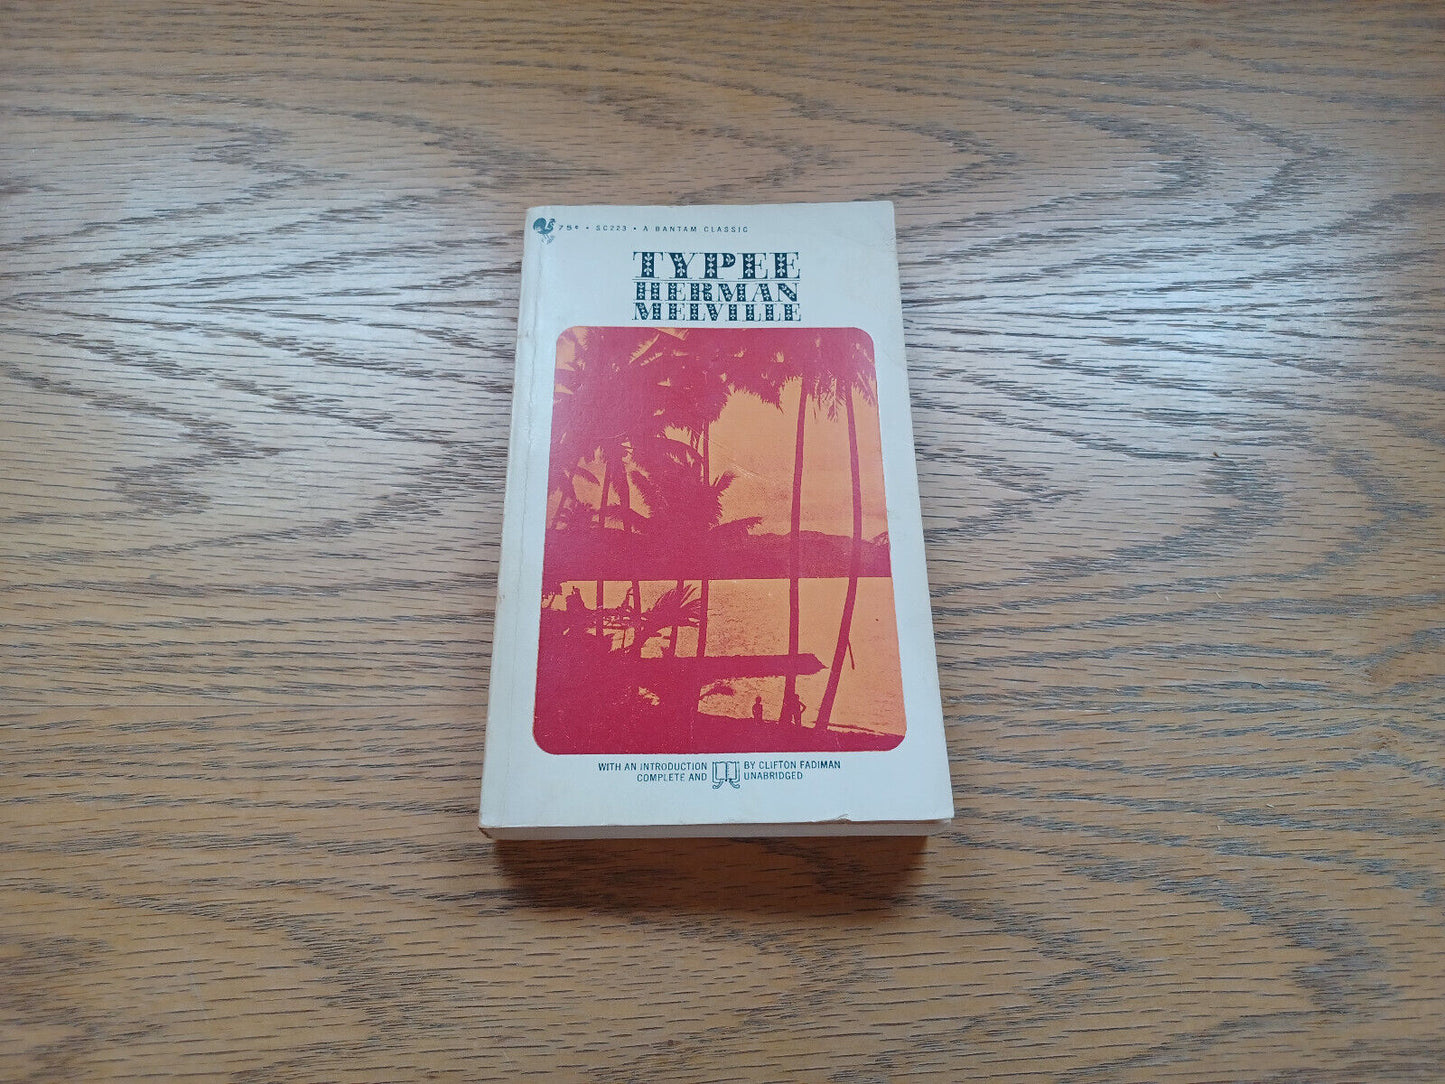 75¢ • SC223 • A BANTAM CLASSIC
TYPEE
HERMAN
MELVILLE
WITH AN INTRODUCTION BY CLIFTON FADIMAN
COMPLETE AND UNABRIDGED